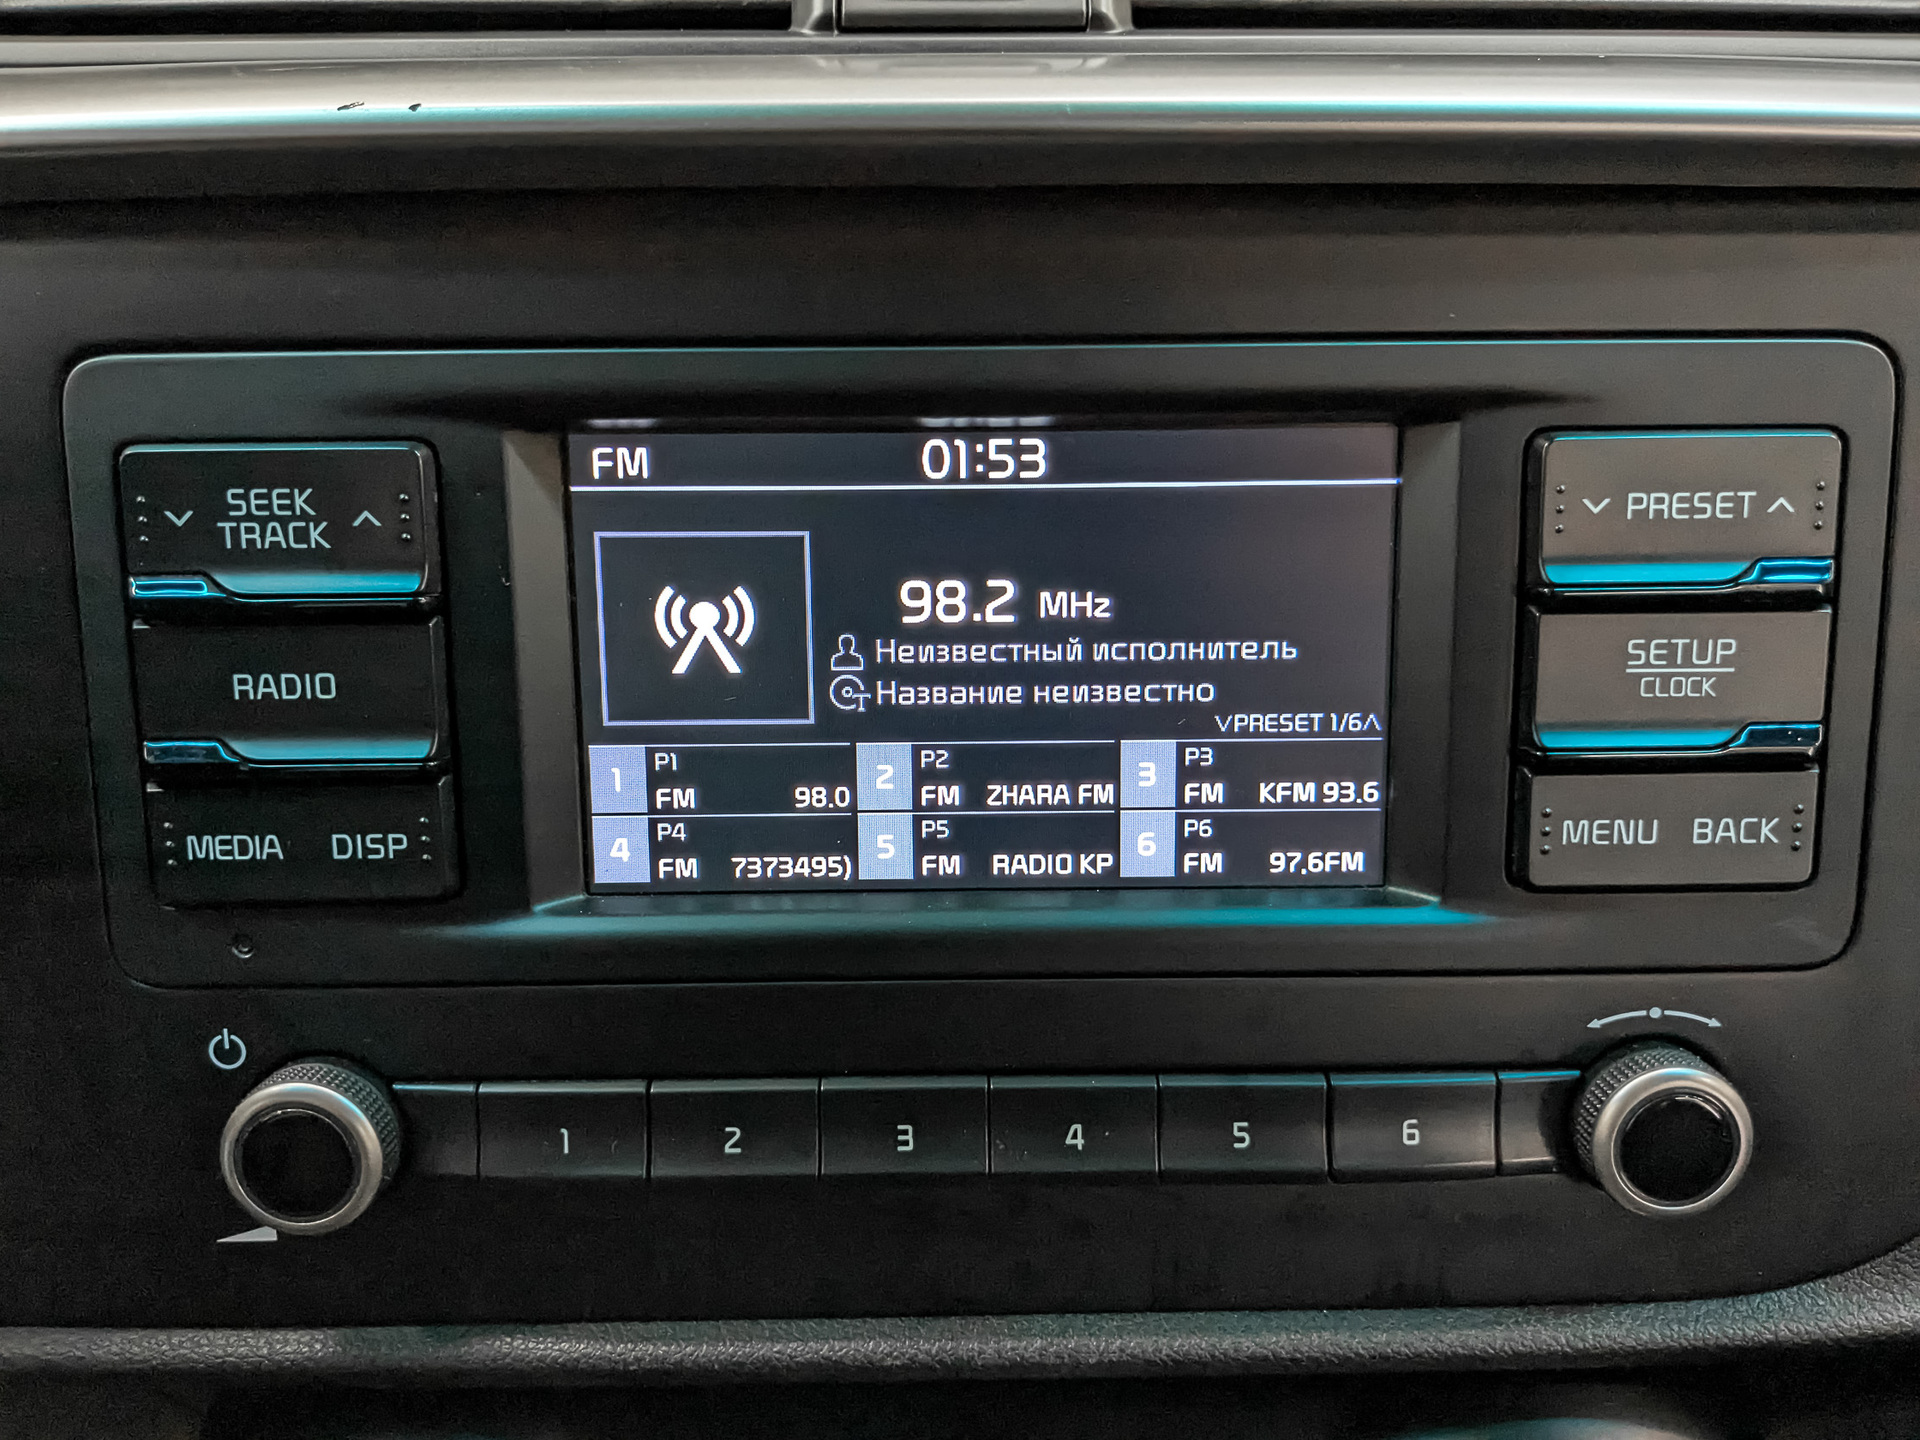 FM 01:53
SEEK
TRACK
PRESET
98.2 MHz
Неизвестный исполнитель
Название неизвестно
RADIO
SETUP
CLOCK
PRESET 1/6
1 P1 FM 98.0
2 P2 FM ZHARA FM
3 P3 FM KFM 93.6
4 P4 FM 7373495)
5 P5 FM RADIO KP
6 P6 FM 97,6FM
MEDIA DISP
MENU BACK
1 2 3 4 5 6